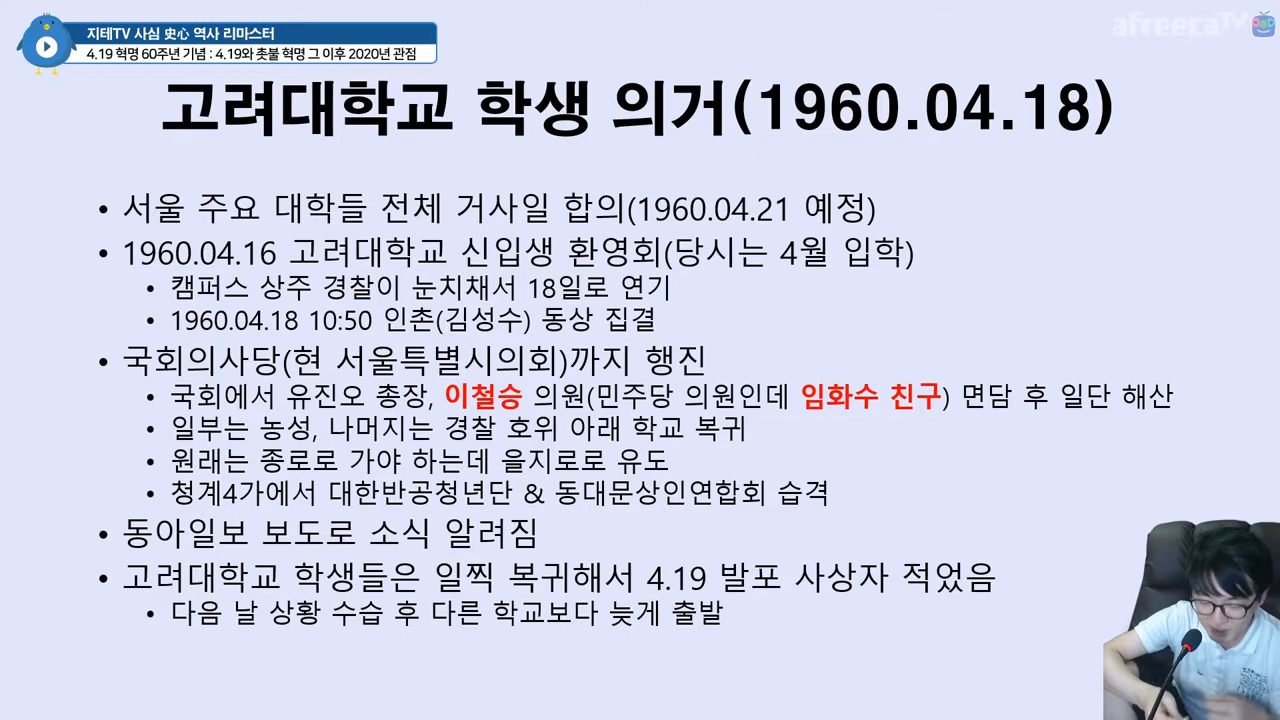 지테TV 사심 史心 역사 리마스터
4.19 혁명 60주년 기념 : 4.19와 촛불 혁명 그 이후 2020년 관점
afreecaTV
고려대학교 학생 의거(1960.04.18)
• 서울 주요 대학들 전체 거사일 합의(1960.04.21 예정)
• 1960.04.16 고려대학교 신입생 환영회(당시는 4월 입학)
• 캠퍼스 상주 경찰이 눈치채서 18일로 연기
• 1960.04.18 10:50 인촌(김성수) 동상 집결
• 국회의사당(현 서울특별시의회)까지 행진
• 국회에서 유진오 총장, 이철승 의원(민주당 의원인데 임화수 친구) 면담 후 일단 해산
• 일부는 농성, 나머지는 경찰 호위 아래 학교 복귀
• 원래는 종로로 가야 하는데 을지로로 유도
• 청계4가에서 대한반공청년단 & 동대문상인연합회 습격
• 동아일보 보도로 소식 알려짐
• 고려대학교 학생들은 일찍 복귀해서 4.19 발포 사상자 적었음
• 다음 날 상황 수습 후 다른 학교보다 늦게 출발